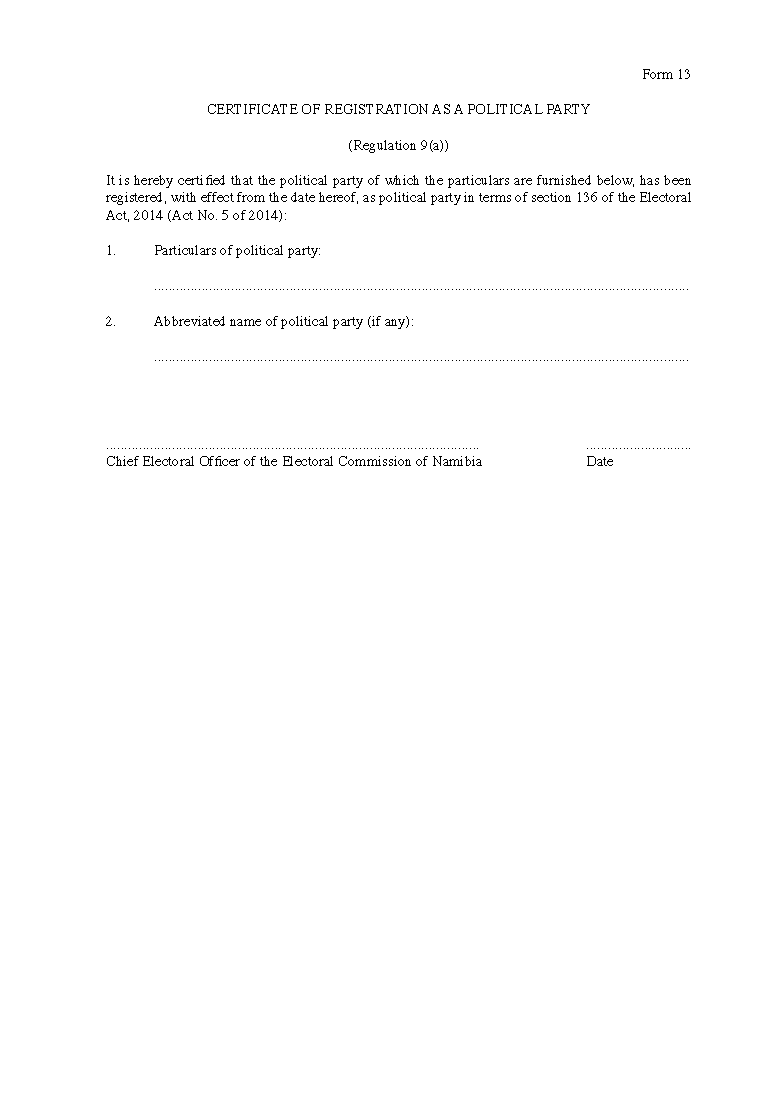 Form 13
CERTIFICATE OF REGISTRATION AS A POLITICAL PARTY
(Regulation 9(a))
It is hereby certified that the political party of which the particulars are furnished below, has been
registered, with effect from the date hereof, as political party in terms of section 136 of the Electoral
Act, 2014 (Act No. 5 of 2014):
1. Particulars of political party:
2. Abbreviated name of political party (if any):
Chief Electoral Officer of the Electoral Commission of Namibia Date